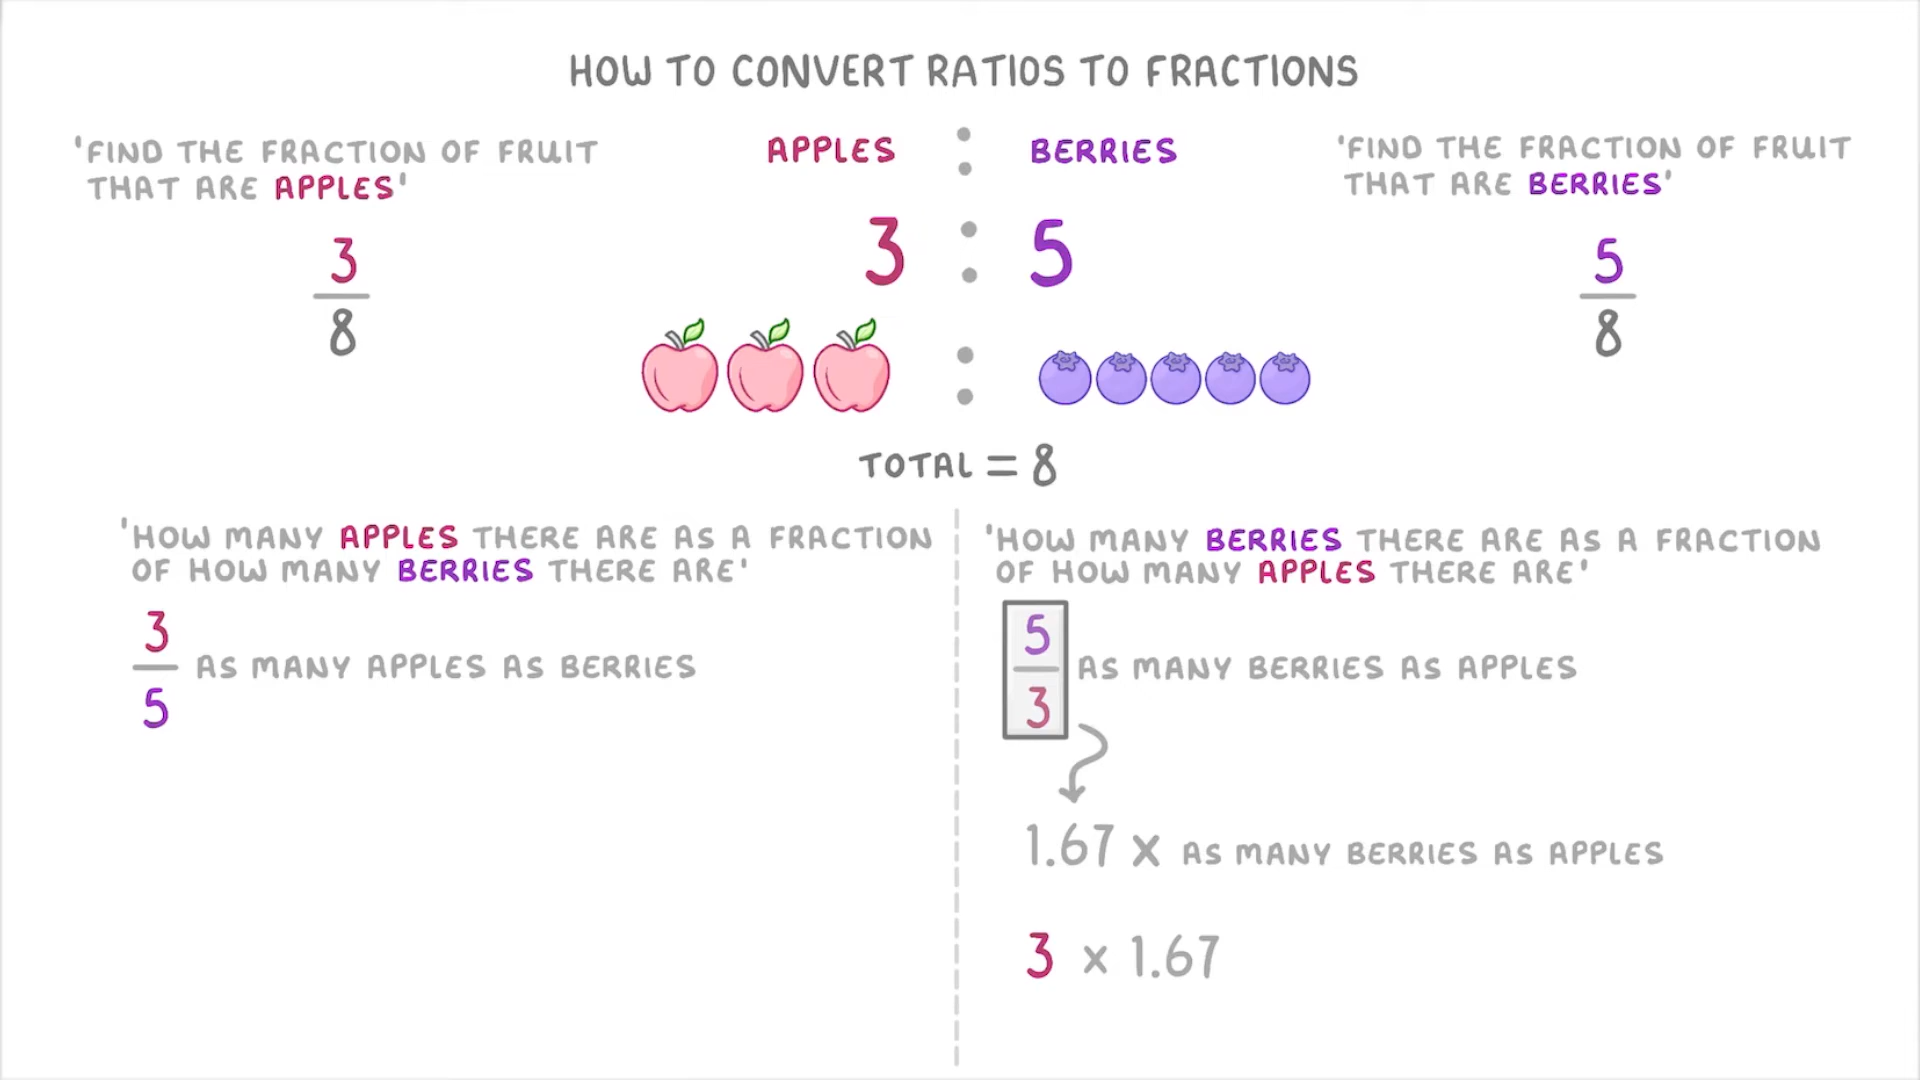 HOW TO CONVERT RATIOS TO FRACTIONS
'FIND THE FRACTION OF FRUIT
THAT ARE APPLES'
3
8
APPLES : BERRIES
3 : 5
:
TOTAL = 8
'FIND THE FRACTION OF FRUIT
THAT ARE BERRIES'
5
8
'HOW MANY APPLES THERE ARE AS A FRACTION
OF HOW MANY BERRIES THERE ARE'
3
5
AS MANY APPLES AS BERRIES
'HOW MANY BERRIES THERE ARE AS A FRACTION
OF HOW MANY APPLES THERE ARE'
5
3
AS MANY BERRIES AS APPLES
1.67 x AS MANY BERRIES AS APPLES
3 x 1.67